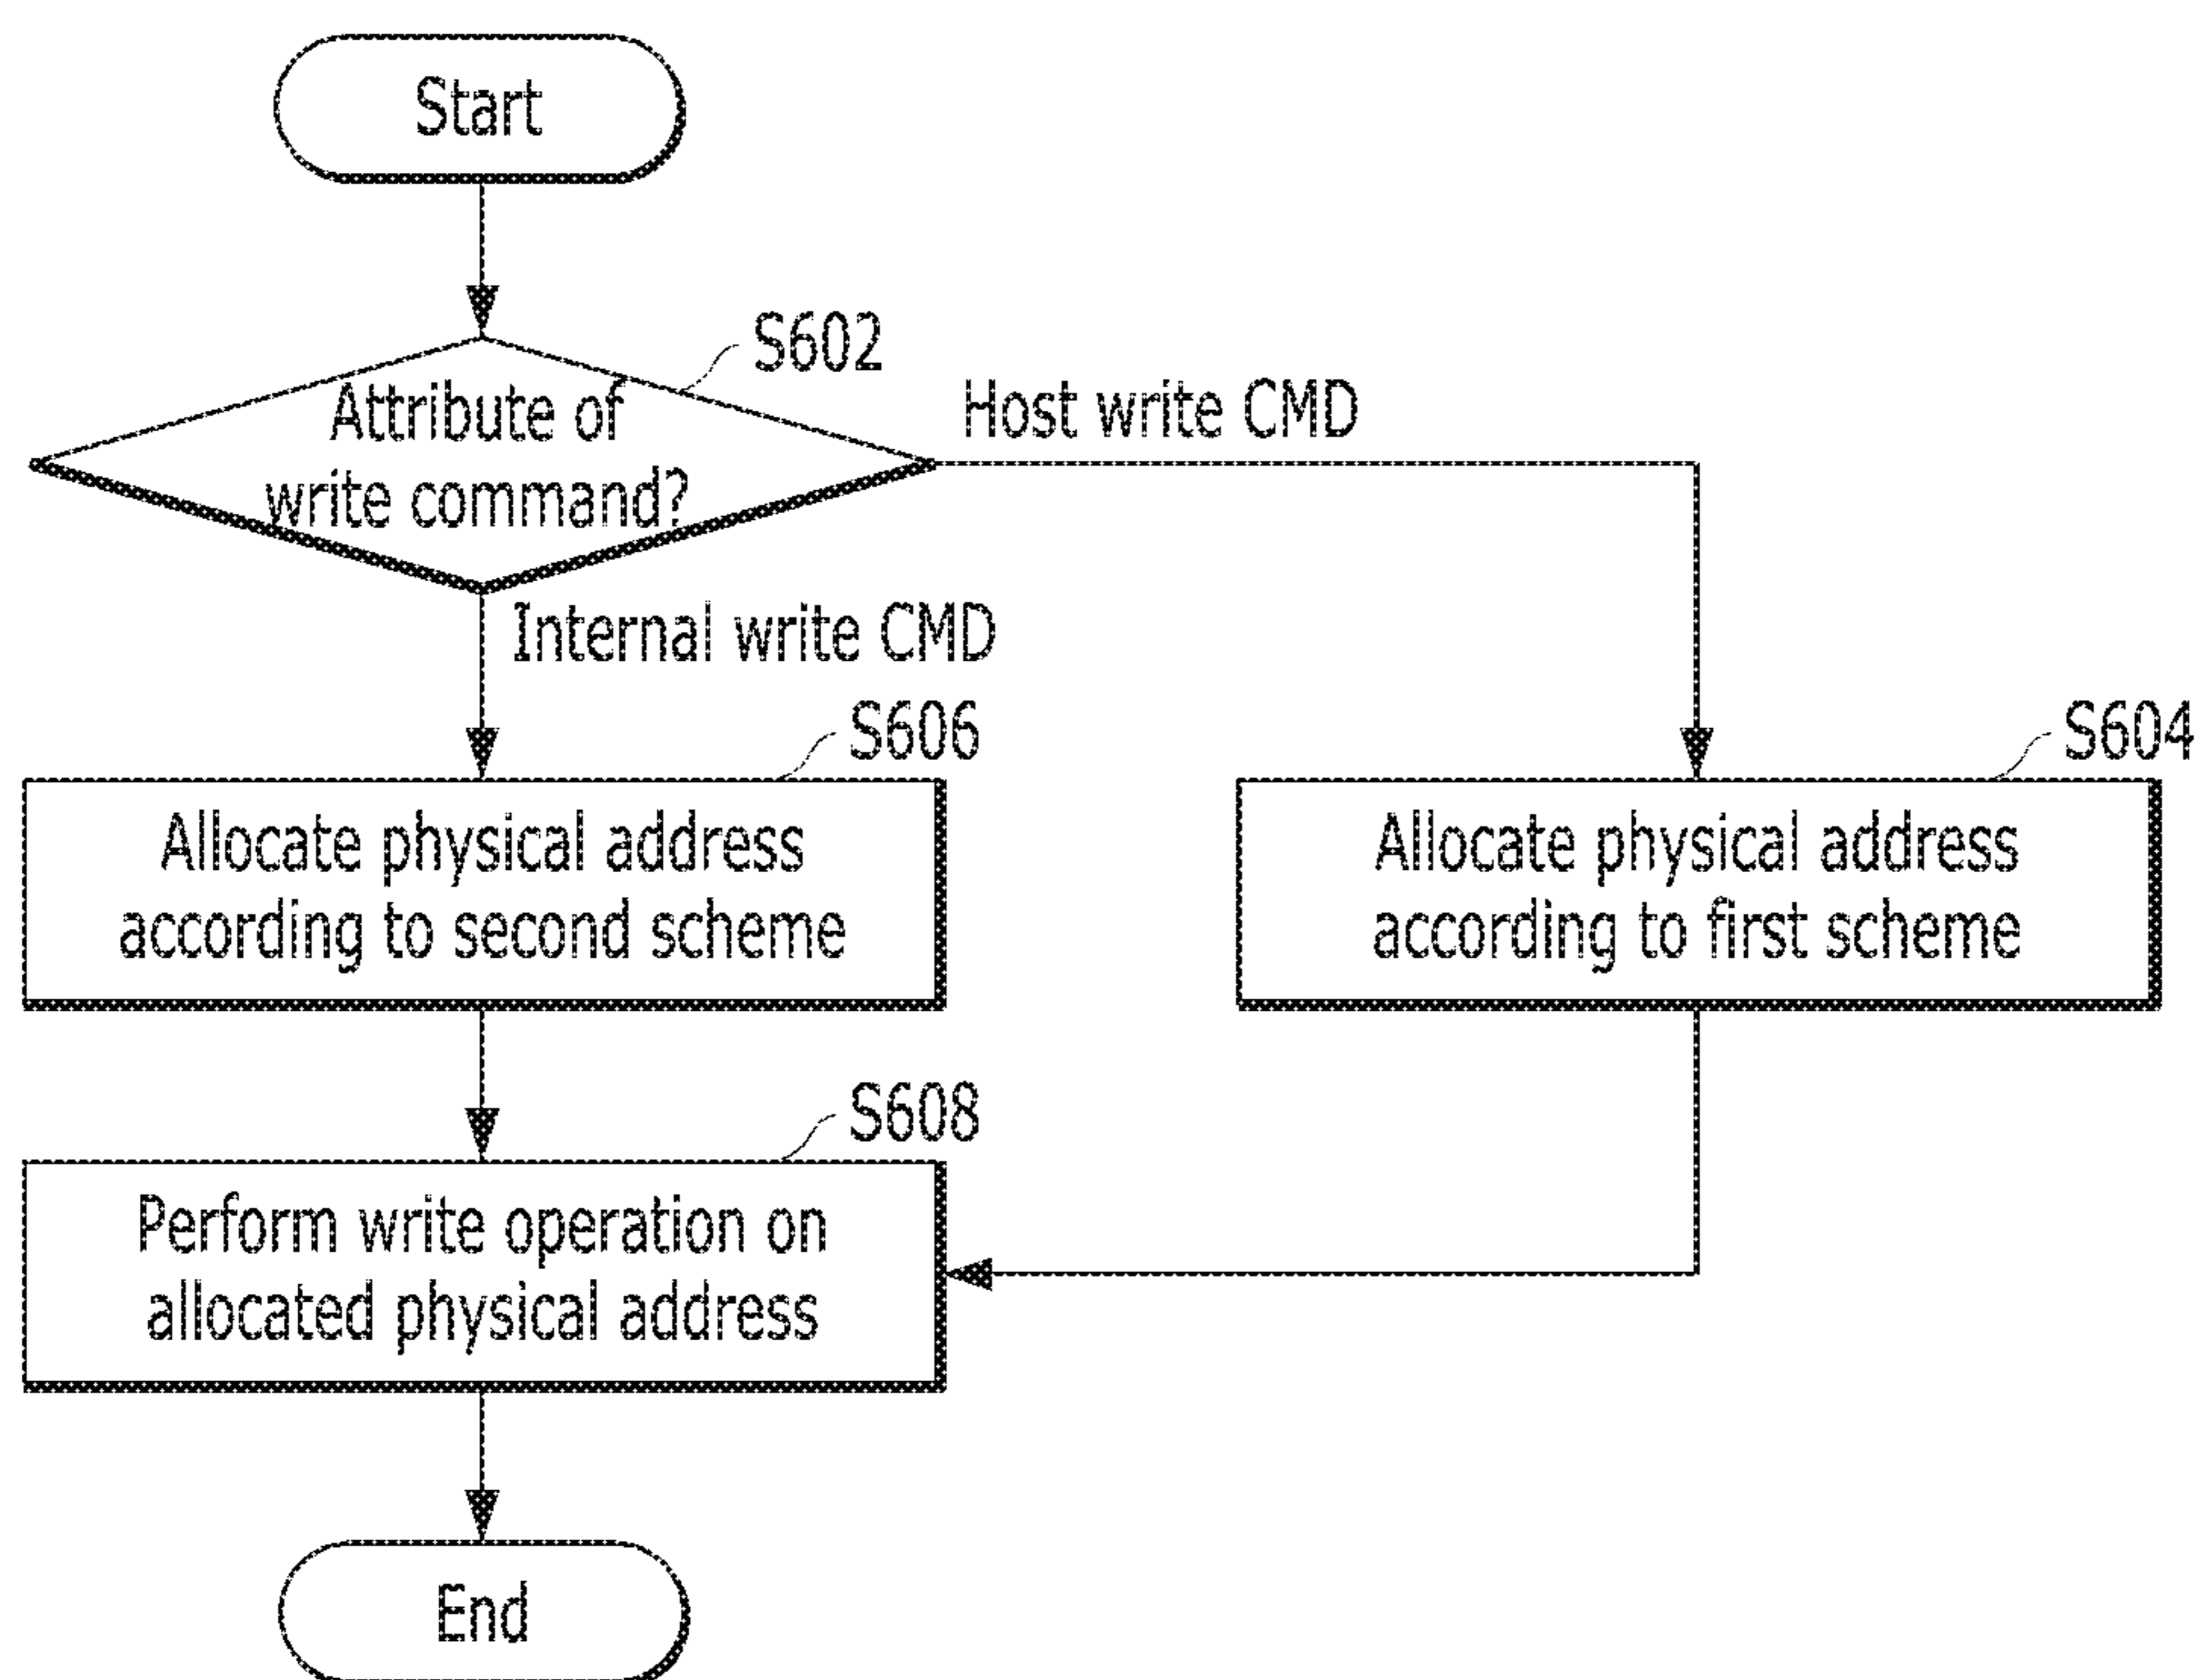 Start
S602
Attribute of
write command?
Host write CMD
Internal write CMD
S606
Allocate physical address
according to second scheme
S604
Allocate physical address
according to first scheme
S608
Perform write operation on
allocated physical address
End